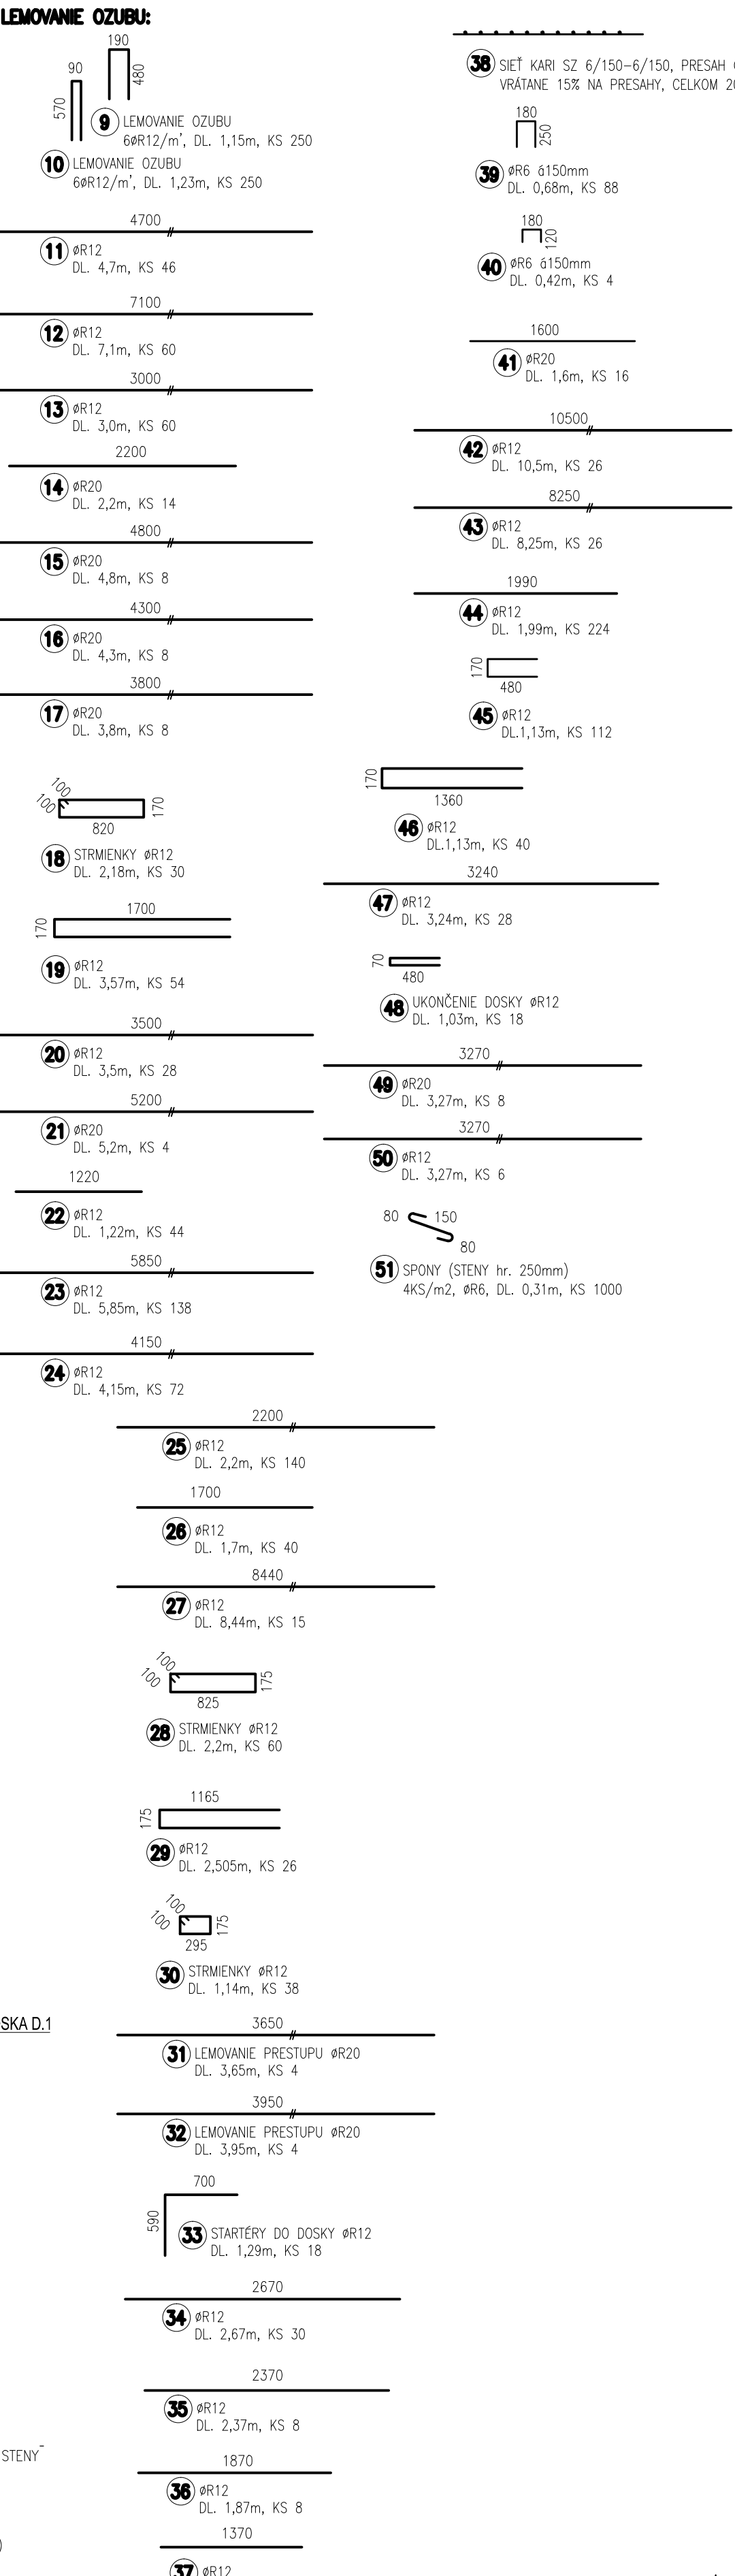 LEMOVANIE OZUBU:
190
480
9 LEMOVANIE OZUBU
6øR12/m', DL. 1,15m, KS 250
90
570
10 LEMOVANIE OZUBU
6øR12/m', DL. 1,23m, KS 250
4700
11 øR12
DL. 4,7m, KS 46
7100
12 øR12
DL. 7,1m, KS 60
3000
13 øR12
DL. 3,0m, KS 60
2200
14 øR20
DL. 2,2m, KS 14
4800
15 øR20
DL. 4,8m, KS 8
4300
16 øR20
DL. 4,3m, KS 8
3800
17 øR20
DL. 3,8m, KS 8
100
100
170
820
18 STRMIENKY øR12
DL. 2,18m, KS 30
1700
170
19 øR12
DL. 3,57m, KS 54
3500
20 øR12
DL. 3,5m, KS 28
5200
21 øR20
DL. 5,2m, KS 4
1220
22 øR12
DL. 1,22m, KS 44
5850
23 øR12
DL. 5,85m, KS 138
4150
24 øR12
DL. 4,15m, KS 72
2200
25 øR12
DL. 2,2m, KS 140
1700
26 øR12
DL. 1,7m, KS 40
8440
27 øR12
DL. 8,44m, KS 15
100
100
175
825
28 STRMIENKY øR12
DL. 2,2m, KS 60
1165
175
29 øR12
DL. 2,505m, KS 26
100
100
175
295
30 STRMIENKY øR12
DL. 1,14m, KS 38
SKA D.1
3650
31 LEMOVANIE PRESTUPU øR20
DL. 3,65m, KS 4
3950
32 LEMOVANIE PRESTUPU øR20
DL. 3,95m, KS 4
700
590
33 STARTÉRY DO DOSKY øR12
DL. 1,29m, KS 18
2670
34 øR12
DL. 2,67m, KS 30
2370
35 øR12
DL. 2,37m, KS 8
STENY
1870
36 øR12
DL. 1,87m, KS 8
)
1370
37 øR12
38 SIEŤ KARI SZ 6/150-6/150, PRESAH
VRÁTANE 15% NA PRESAHY, CELKOM
180
250
39 øR6 á150mm
DL. 0,68m, KS 88
180
120
40 øR6 á150mm
DL. 0,42m, KS 4
1600
41 øR20
DL. 1,6m, KS 16
10500
42 øR12
DL. 10,5m, KS 26
8250
43 øR12
DL. 8,25m, KS 26
1990
44 øR12
DL. 1,99m, KS 224
170
480
45 øR12
DL.1,13m, KS 112
170
1360
46 øR12
DL.1,13m, KS 40
3240
47 øR12
DL. 3,24m, KS 28
70
480
48 UKONČENIE DOSKY øR12
DL. 1,03m, KS 18
3270
49 øR20
DL. 3,27m, KS 8
3270
50 øR12
DL. 3,27m, KS 6
80 150
80
51 SPONY (STENY hr. 250mm)
4KS/m2, øR6, DL. 0,31m, KS 1000